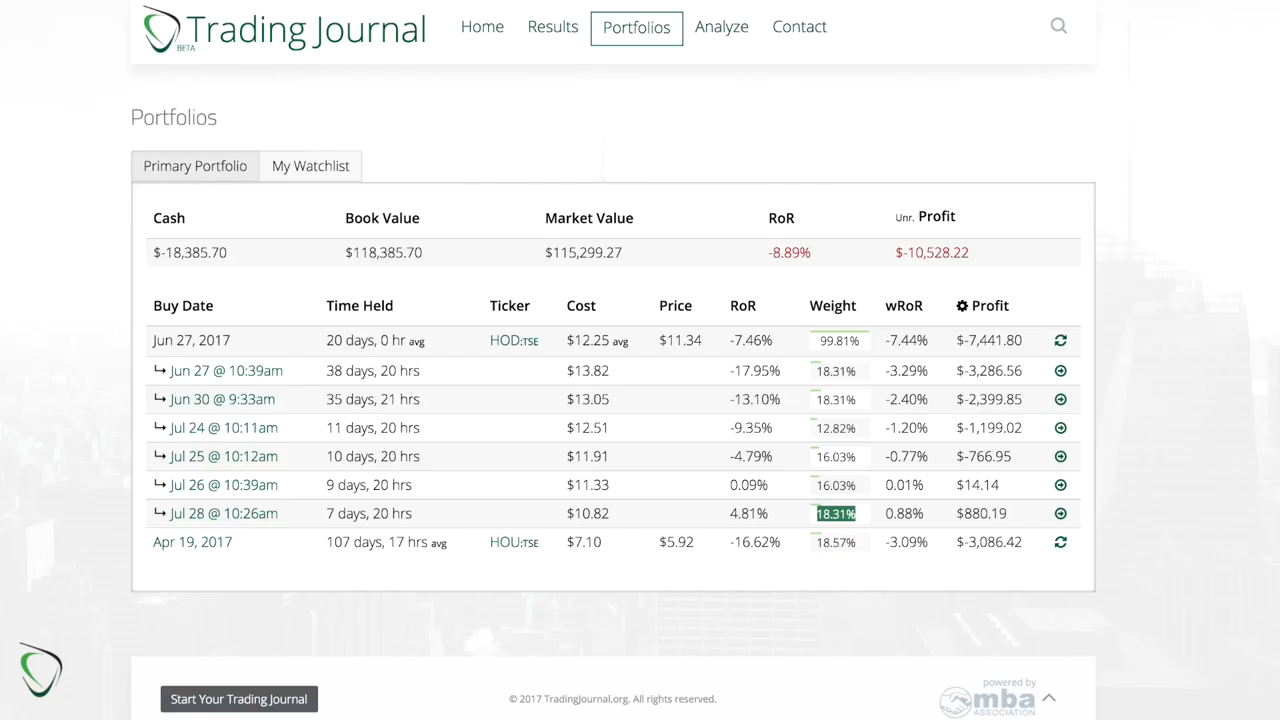 Trading Journal
BETA
Home Results Portfolios Analyze Contact
Portfolios
Primary Portfolio My Watchlist
Cash Book Value Market Value RoR Unr. Profit
$-18,385.70 $118,385.70 $115,299.27 -8.89% $-10,528.22
Buy Date Time Held Ticker Cost Price RoR Weight wRoR Profit
Jun 27, 2017 20 days, 0 hr avg HOD:TSE $12.25 avg $11.34 -7.46% 99.81% -7.44% $-7,441.80
Jun 27 @ 10:39am 38 days, 20 hrs $13.82 -17.95% 18.31% -3.29% $-3,286.56
Jun 30 @ 9:33am 35 days, 21 hrs $13.05 -13.10% 18.31% -2.40% $-2,399.85
Jul 24 @ 10:11am 11 days, 20 hrs $12.51 -9.35% 12.82% -1.20% $-1,199.02
Jul 25 @ 10:12am 10 days, 20 hrs $11.91 -4.79% 16.03% -0.77% $-766.95
Jul 26 @ 10:39am 9 days, 20 hrs $11.33 0.09% 16.03% 0.01% $14.14
Jul 28 @ 10:26am 7 days, 20 hrs $10.82 4.81% 18.31% 0.88% $880.19
Apr 19, 2017 107 days, 17 hrs avg HOU:TSE $7.10 $5.92 -16.62% 18.57% -3.09% $-3,086.42
Start Your Trading Journal
© 2017 TradingJournal.org. All rights reserved.
powered by
mba
ASSOCIATION